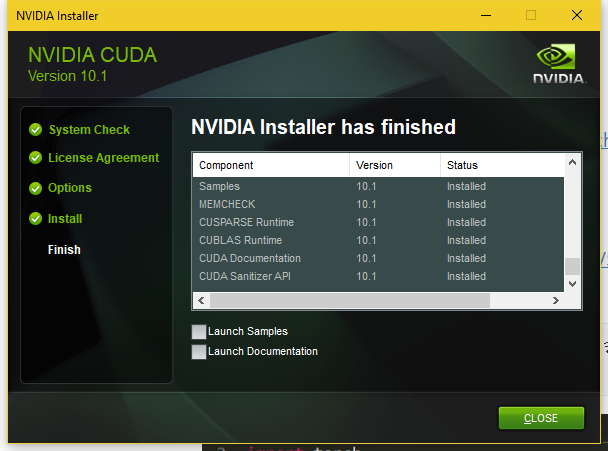 NVIDIA Installer
NVIDIA CUDA
Version 10.1
NVIDIA.
System Check
License Agreement
Options
Install
Finish
NVIDIA Installer has finished
Component Version Status
Samples 10.1 Installed
MEMCHECK 10.1 Installed
CUSPARSE Runtime 10.1 Installed
CUBLAS Runtime 10.1 Installed
CUDA Documentation 10.1 Installed
CUDA Sanitizer API 10.1 Installed
Launch Samples
Launch Documentation
CLOSE